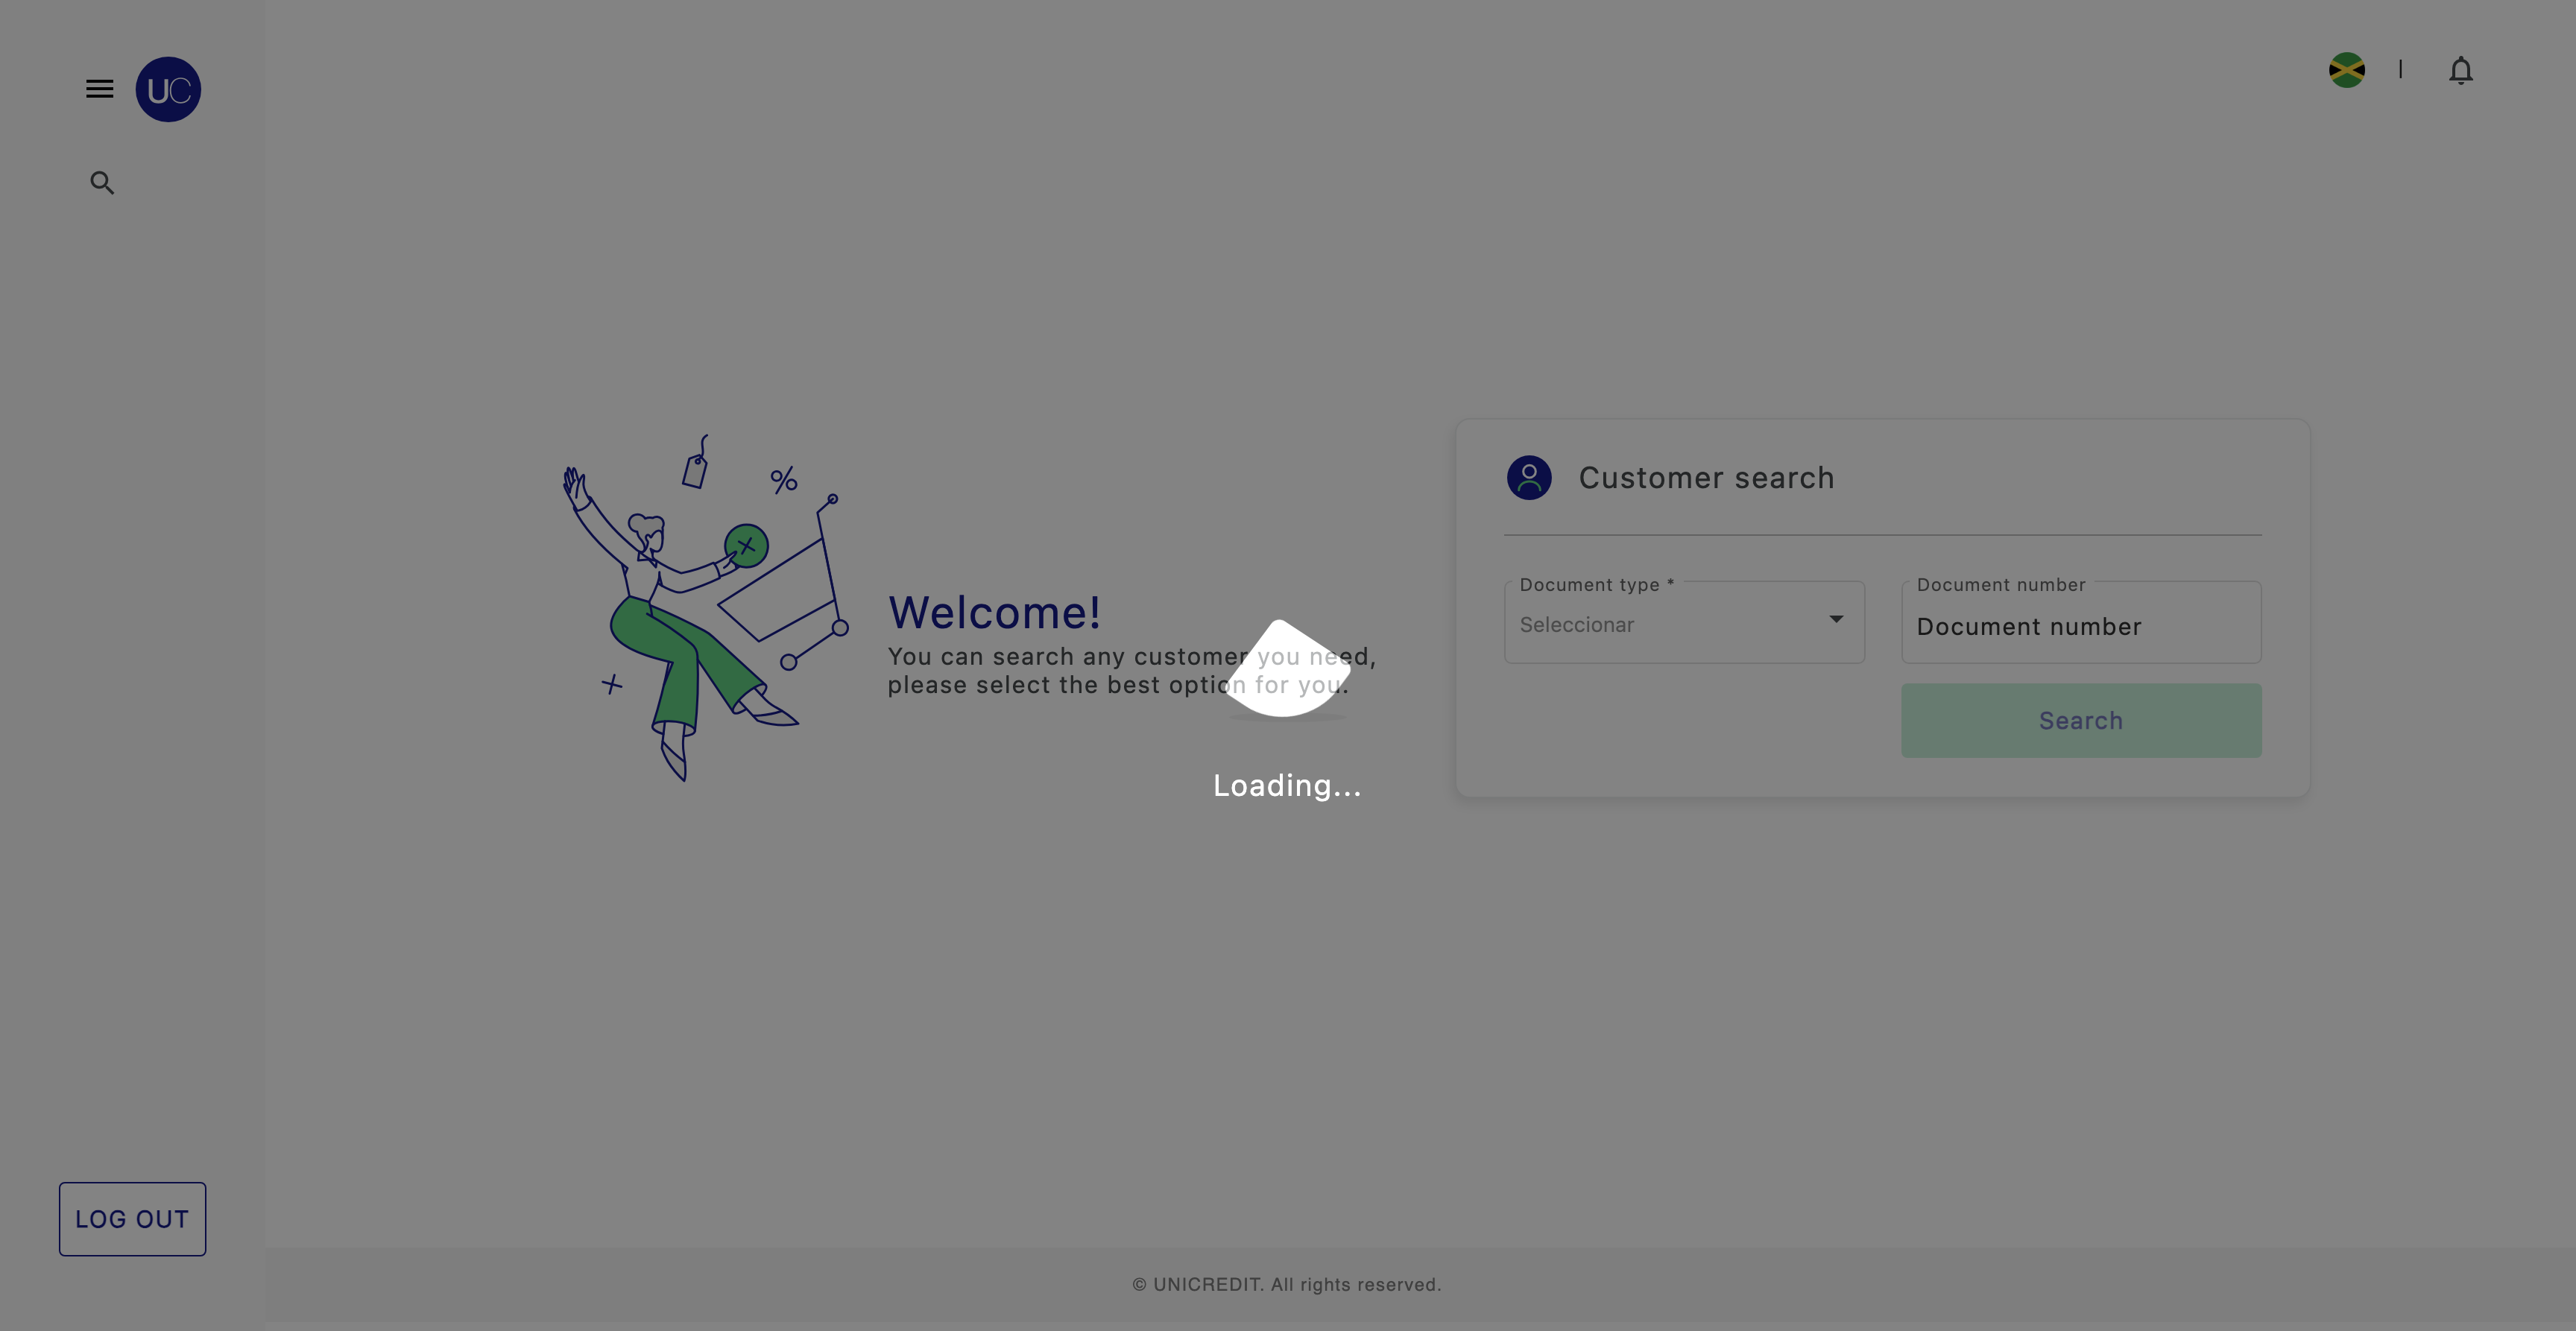 UC
Customer search
Document type *
Seleccionar
Document number
Document number
Search
Welcome!
You can search any customer you need,
please select the best option for you.
Loading...
LOG OUT
© UNICREDIT. All rights reserved.